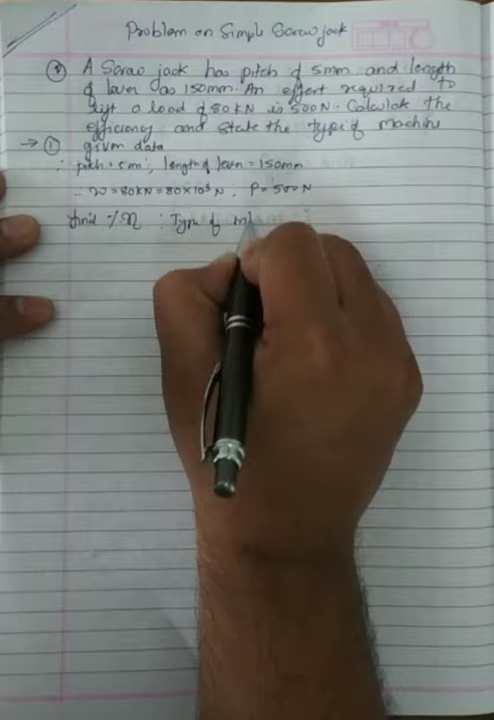 Problem on Simple Screw jack
A Screw jack has pitch of 5mm and length
of lever as 150mm. An effort required to
lift a load of 80 kN is 500N. Calculate the
efficiency and state the type of machine
→ ① given data
∴ pitch = 5mm, length of lever = 150mm
∴ W = 80kN = 80×10³ N, P = 500 N
find %η : Type of m/